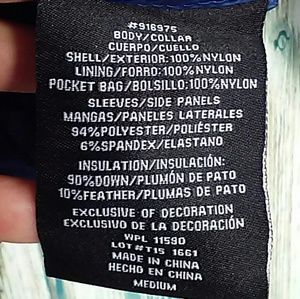 #916975
BODY/COLLAR
CUERPO/CUELLO
SHELL/EXTERIOR:100%NYLON
LINING/FORRO:100%NYLON
POCKET BAG/BOLSILLO:100%NYLON
SLEEVES/SIDE PANELS
MANGAS/PANELES LATERALES
94%POLYESTER/POLIÉSTER
6%SPANDEX/ELASTANO
INSULATION/INSULACIÓN:
90%DOWN/PLUMÓN DE PATO
10%FEATHER/PLUMAS DE PATO
EXCLUSIVE OF DECORATION
EXCLUSIVO DE LA DECORACIÓN
WPL 11590
LOT#T15 1661
MADE IN CHINA
HECHO EN CHINA
MEDIUM